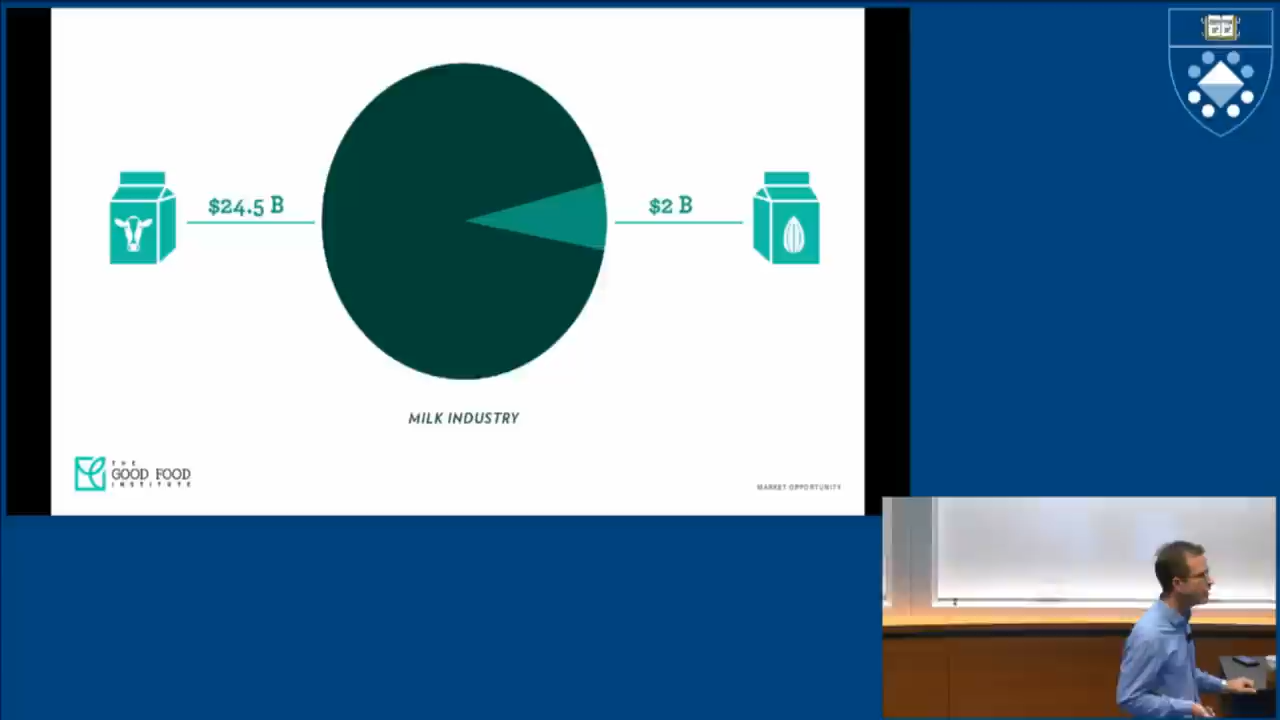 $24.5 B
$2 B
MILK INDUSTRY
THE
GOOD FOOD
INSTITUTE
MARKET OPPORTUNITY